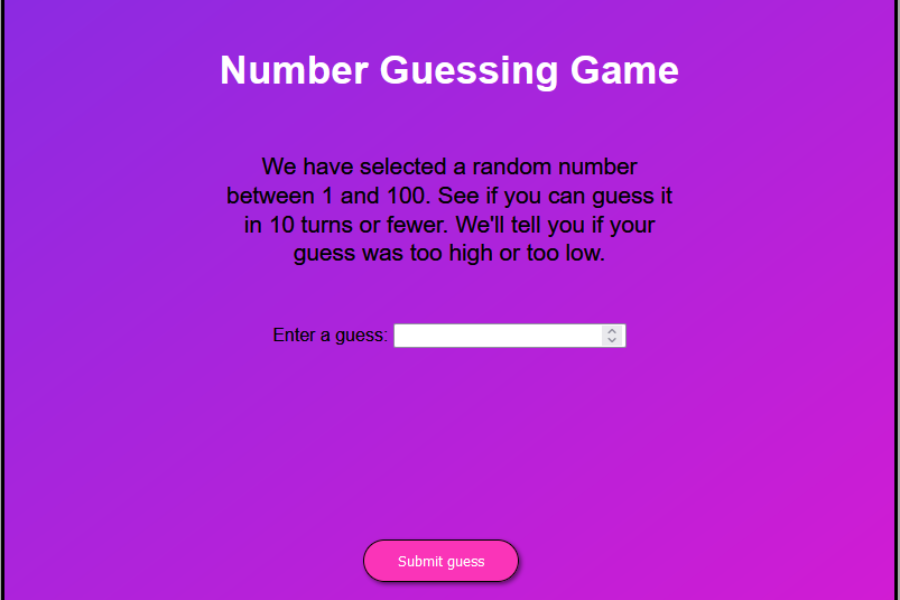 Number Guessing Game
We have selected a random number
between 1 and 100. See if you can guess it
in 10 turns or fewer. We'll tell you if your
guess was too high or too low.
Enter a guess:
Submit guess